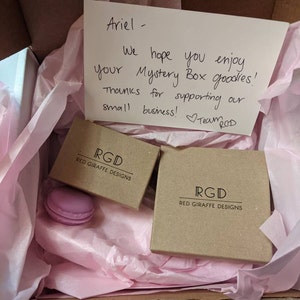 Ariel -
We hope you enjoy
your Mystery Box goodies!
Thanks for supporting our
small business! ♡Team
RGD
RGD
RED GIRAFFE DESIGNS
RGD
RED GIRAFFE DESIGNS